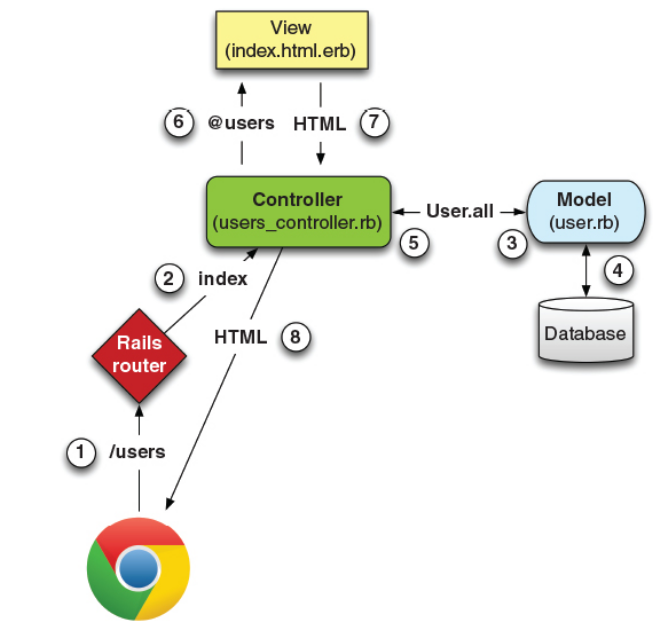 View
(index.html.erb)
6 @users HTML 7
Controller
(users_controller.rb)
User.all
Model
(user.rb)
5
3
2 index
4
Rails
router
HTML 8
Database
1 /users